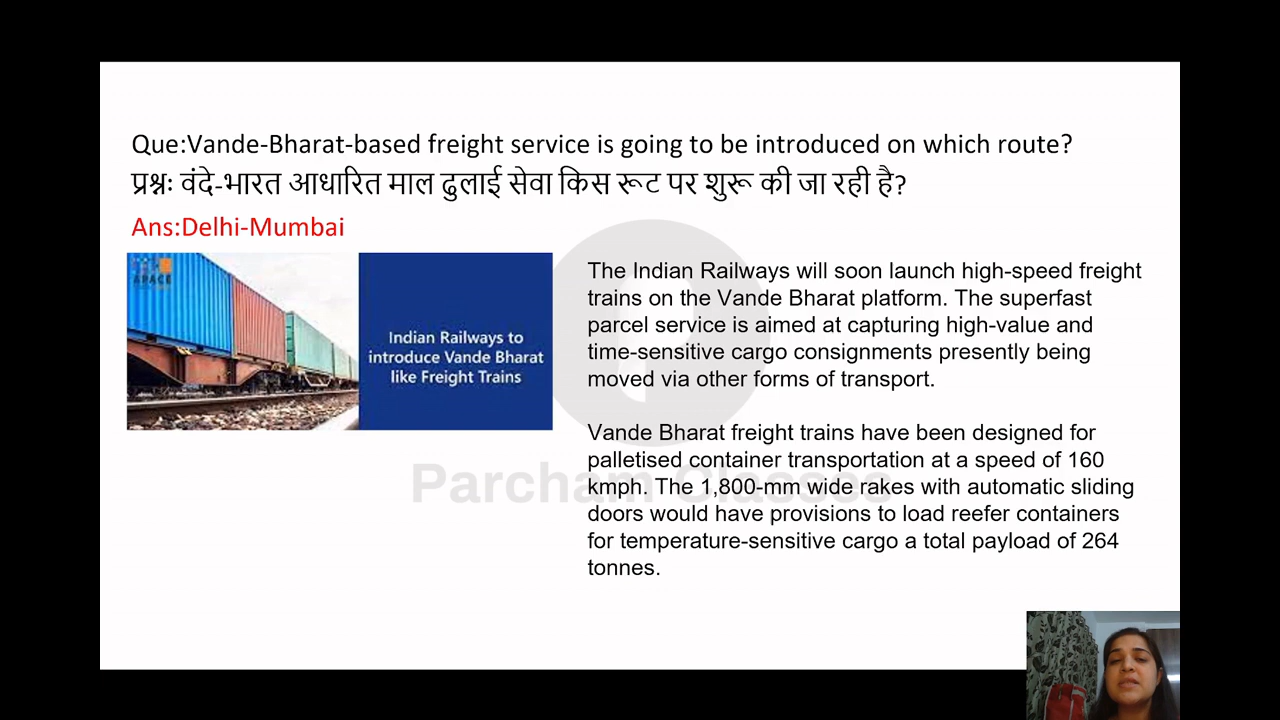 Que:Vande-Bharat-based freight service is going to be introduced on which route?
प्रश्नः वंदे-भारत आधारित माल ढुलाई सेवा किस रूट पर शुरू की जा रही है?
Ans:Delhi-Mumbai
APACE
Indian Railways to
introduce Vande Bharat
like Freight Trains
The Indian Railways will soon launch high-speed freight
trains on the Vande Bharat platform. The superfast
parcel service is aimed at capturing high-value and
time-sensitive cargo consignments presently being
moved via other forms of transport.
Vande Bharat freight trains have been designed for
palletised container transportation at a speed of 160
kmph. The 1,800-mm wide rakes with automatic sliding
doors would have provisions to load reefer containers
for temperature-sensitive cargo a total payload of 264
tonnes.
Parcham Classes